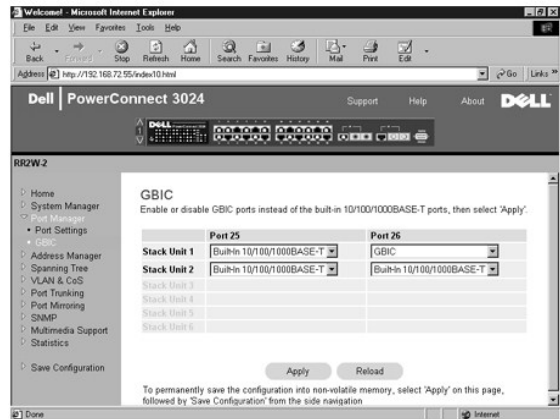 Welcome! - Microsoft Internet Explorer
File Edit View Favorites Tools Help
Back Forward Stop Refresh Home Search Favorites History Mail Print Edit
Address http://192.168.72.55/index10.html Go Links »
Dell | PowerConnect 3024 Support Help About DELL
DELL
RR2W-2
Home
System Manager
Port Manager
• Port Settings
• GBIC
Address Manager
Spanning Tree
VLAN & CoS
Port Trunking
Port Mirroring
SNMP
Multimedia Support
Statistics
Save Configuration
GBIC
Enable or disable GBIC ports instead of the built-in 10/100/1000BASE-T ports, then select 'Apply'.
Port 25 Port 26
Stack Unit 1 Built-In 10/100/1000BASE-T GBIC
Stack Unit 2 Built-In 10/100/1000BASE-T Built-In 10/100/1000BASE-T
Stack Unit 3
Stack Unit 4
Stack Unit 5
Stack Unit 6
Apply Reload
To permanently save the configuration into non-volatile memory, select 'Apply' on this page,
followed by 'Save Configuration' from the side navigation
Done Internet